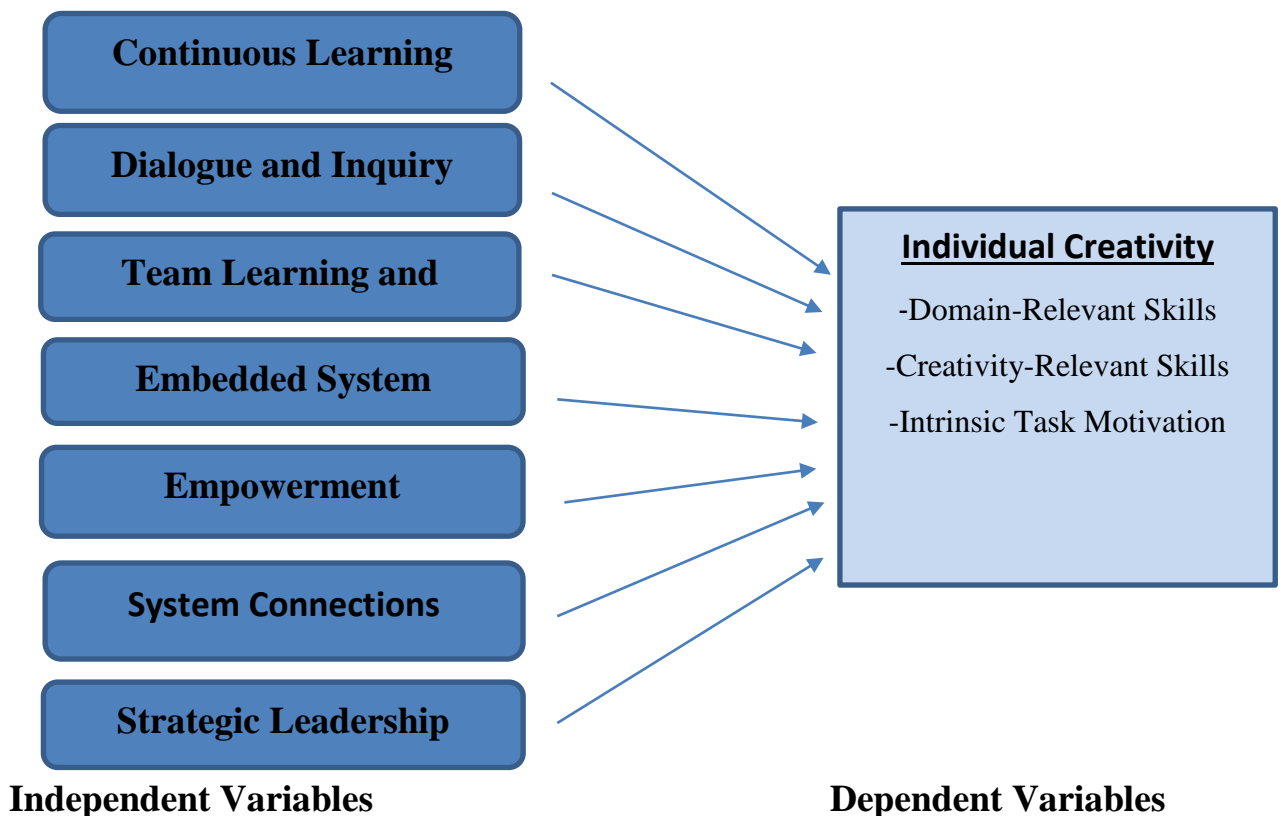 Continuous Learning
Dialogue and Inquiry
Team Learning and
Embedded System
Empowerment
System Connections
Strategic Leadership
Independent Variables
Individual Creativity
-Domain-Relevant Skills
-Creativity-Relevant Skills
-Intrinsic Task Motivation
Dependent Variables